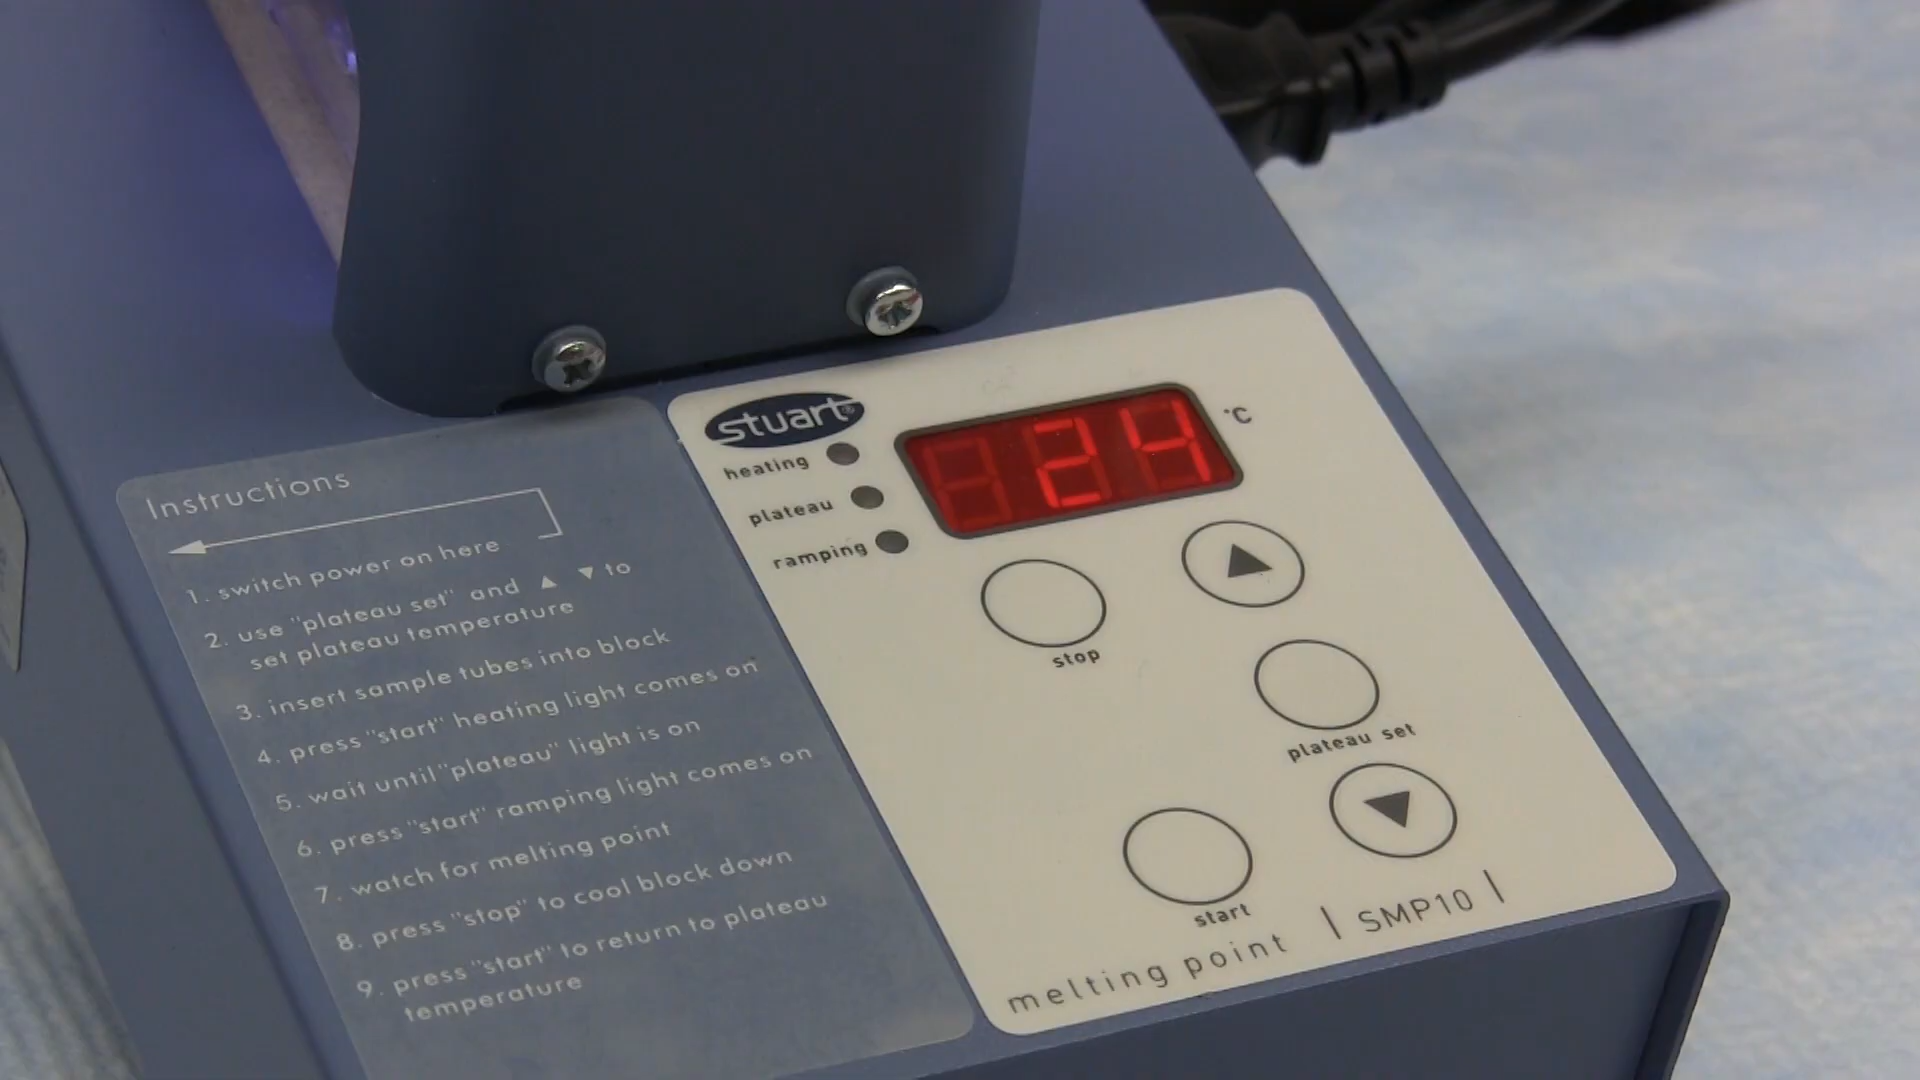 Instructions
1. switch power on here
2. use "plateau set" and ▲ ▼ to
set plateau temperature
3. insert sample tubes into block
4. press "start" heating light comes on
5. wait until "plateau" light is on
6. press "start" ramping light comes on
7. watch for melting point
8. press "stop" to cool block down
9. press "start" to return to plateau
temperature
stuart®
heating
plateau
ramping
24 °C
stop
plateau set
start
melting point | SMP10 |